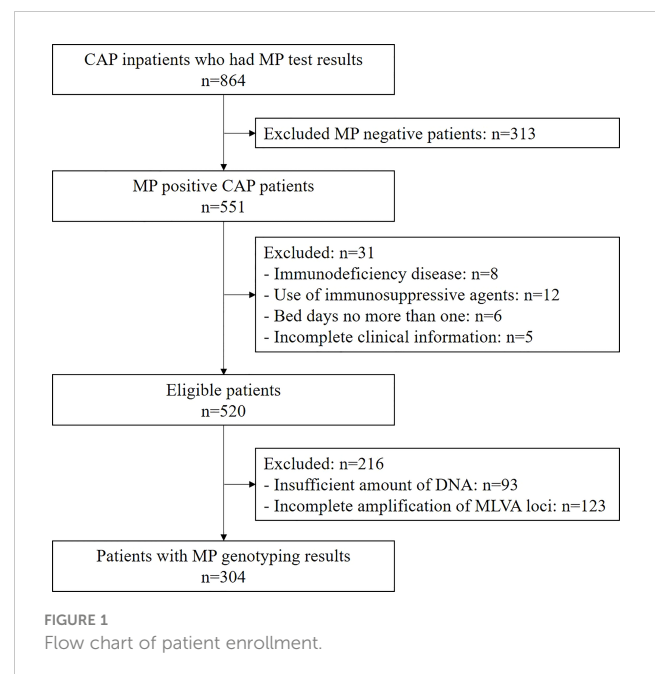 CAP inpatients who had MP test results
n=864
Excluded MP negative patients: n=313
MP positive CAP patients
n=551
Excluded: n=31
- Immunodeficiency disease: n=8
- Use of immunosuppressive agents: n=12
- Bed days no more than one: n=6
- Incomplete clinical information: n=5
Eligible patients
n=520
Excluded: n=216
- Insufficient amount of DNA: n=93
- Incomplete amplification of MLVA loci: n=123
Patients with MP genotyping results
n=304
FIGURE 1
Flow chart of patient enrollment.